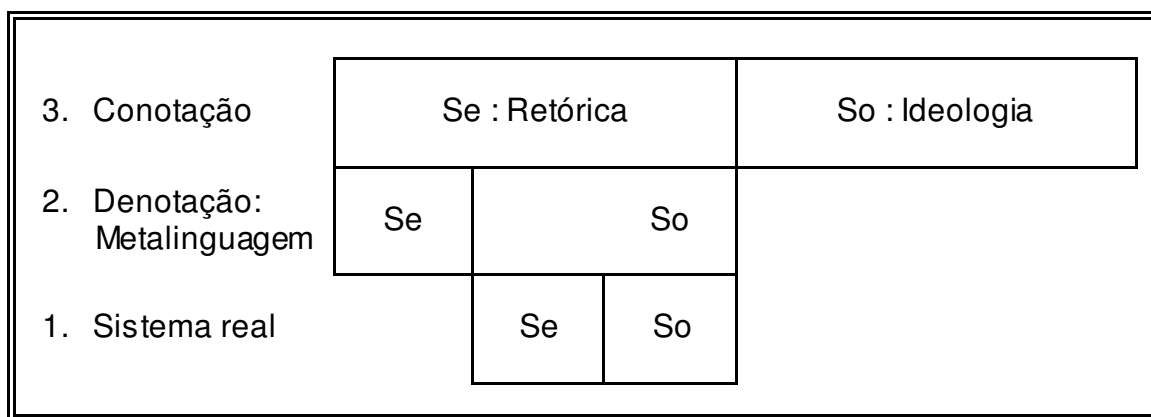 3. Conotação Se : Retórica So : Ideologia
2. Denotação: Se So
Metalinguagem
1. Sistema real Se So